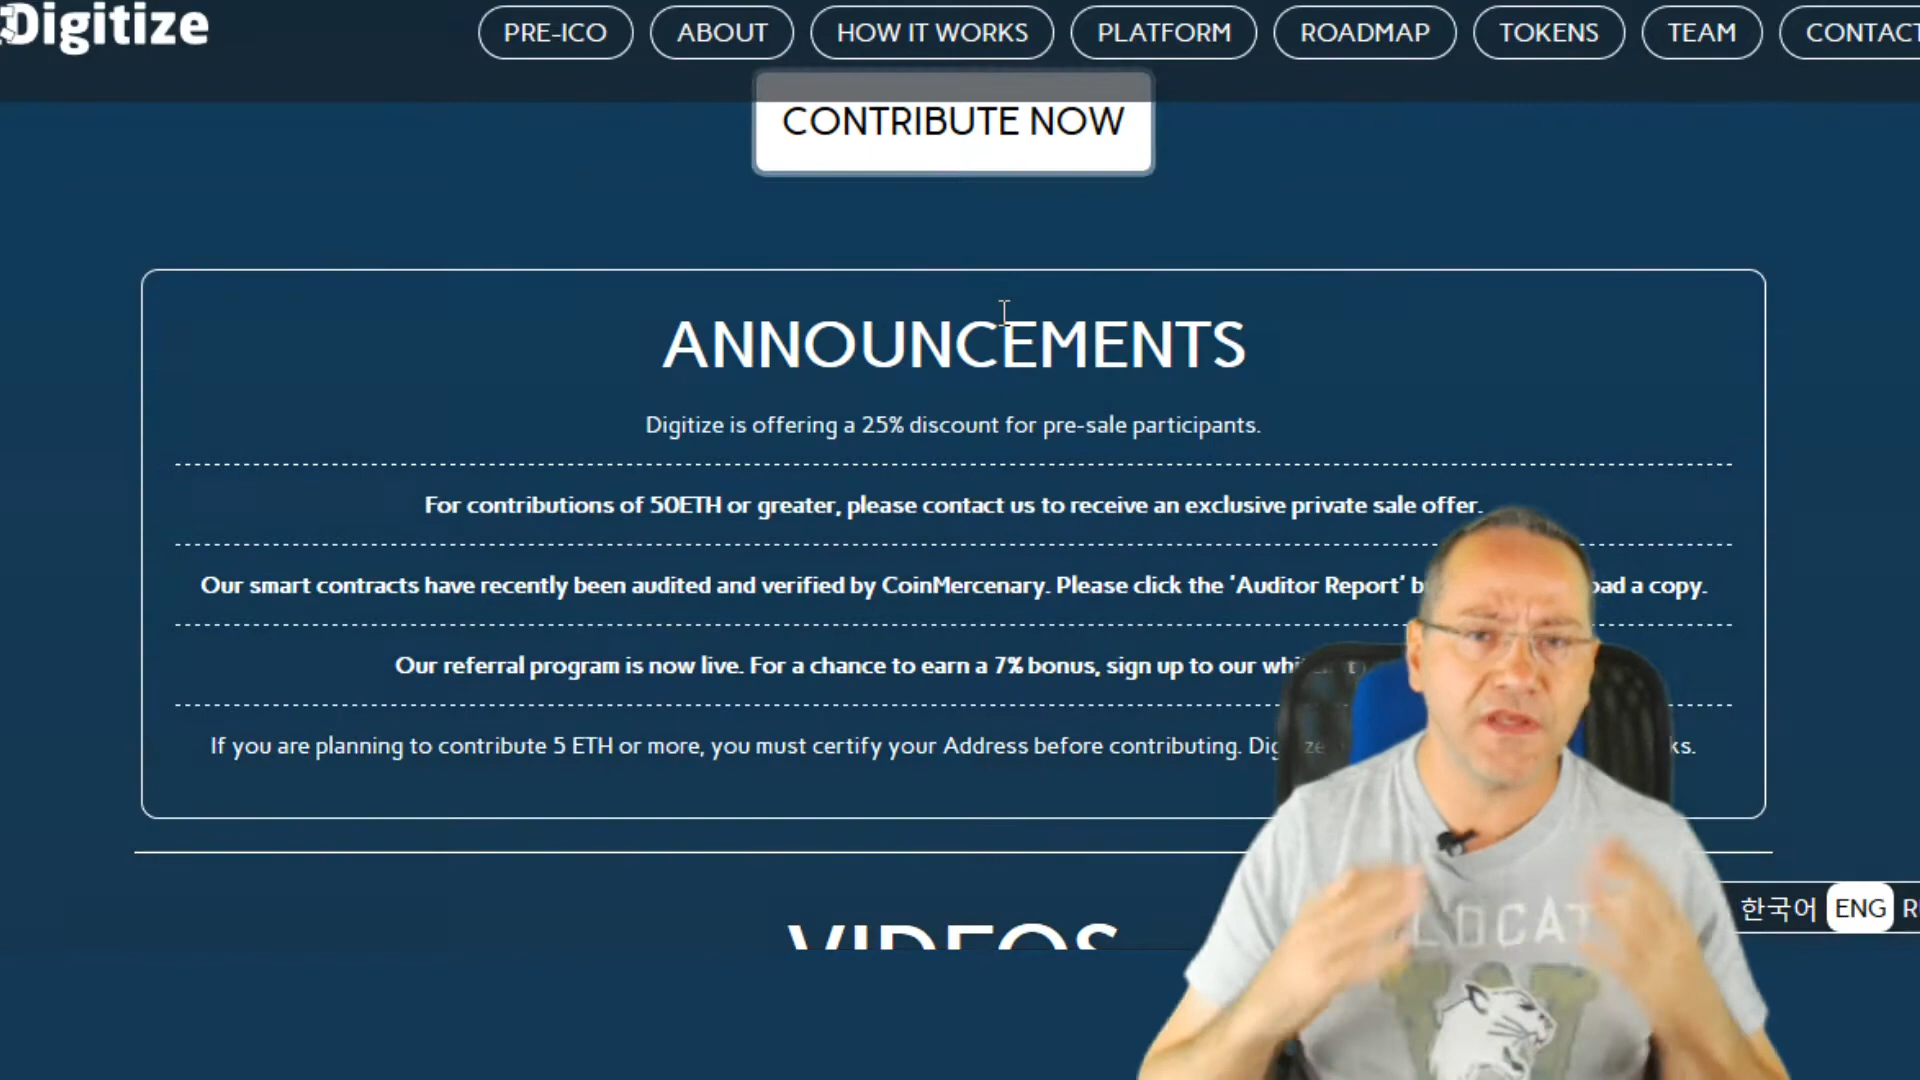 Digitize
PRE-ICO ABOUT HOW IT WORKS PLATFORM ROADMAP TOKENS TEAM CONTACT
CONTRIBUTE NOW
ANNOUNCEMENTS
Digitize is offering a 25% discount for pre-sale participants.
For contributions of 50ETH or greater, please contact us to receive an exclusive private sale offer.
Our smart contracts have recently been audited and verified by CoinMercenary. Please click the 'Auditor Report' a copy.
Our referral program is now live. For a chance to earn a 7% bonus, sign up to our
If you are planning to contribute 5 ETH or more, you must certify your Address before contributing.
VIDEOS
한국어 ENG